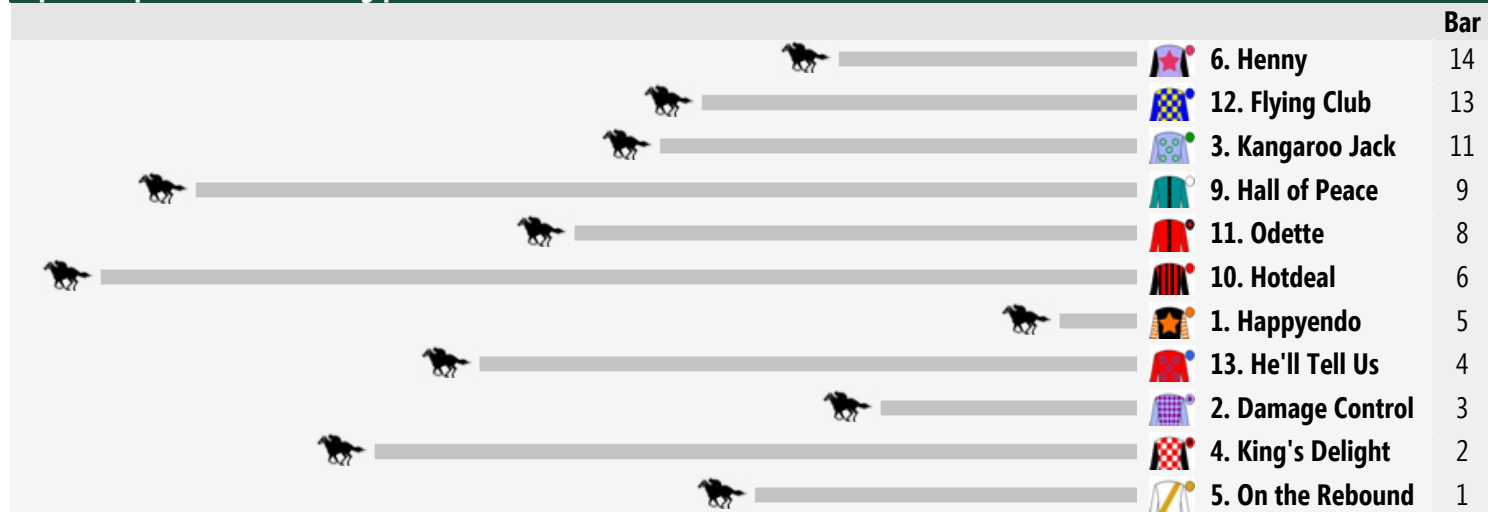 Bar
6. Henny 14
12. Flying Club 13
3. Kangaroo Jack 11
9. Hall of Peace 9
11. Odette 8
10. Hotdeal 6
1. Happyendo 5
13. He'll Tell Us 4
2. Damage Control 3
4. King's Delight 2
5. On the Rebound 1